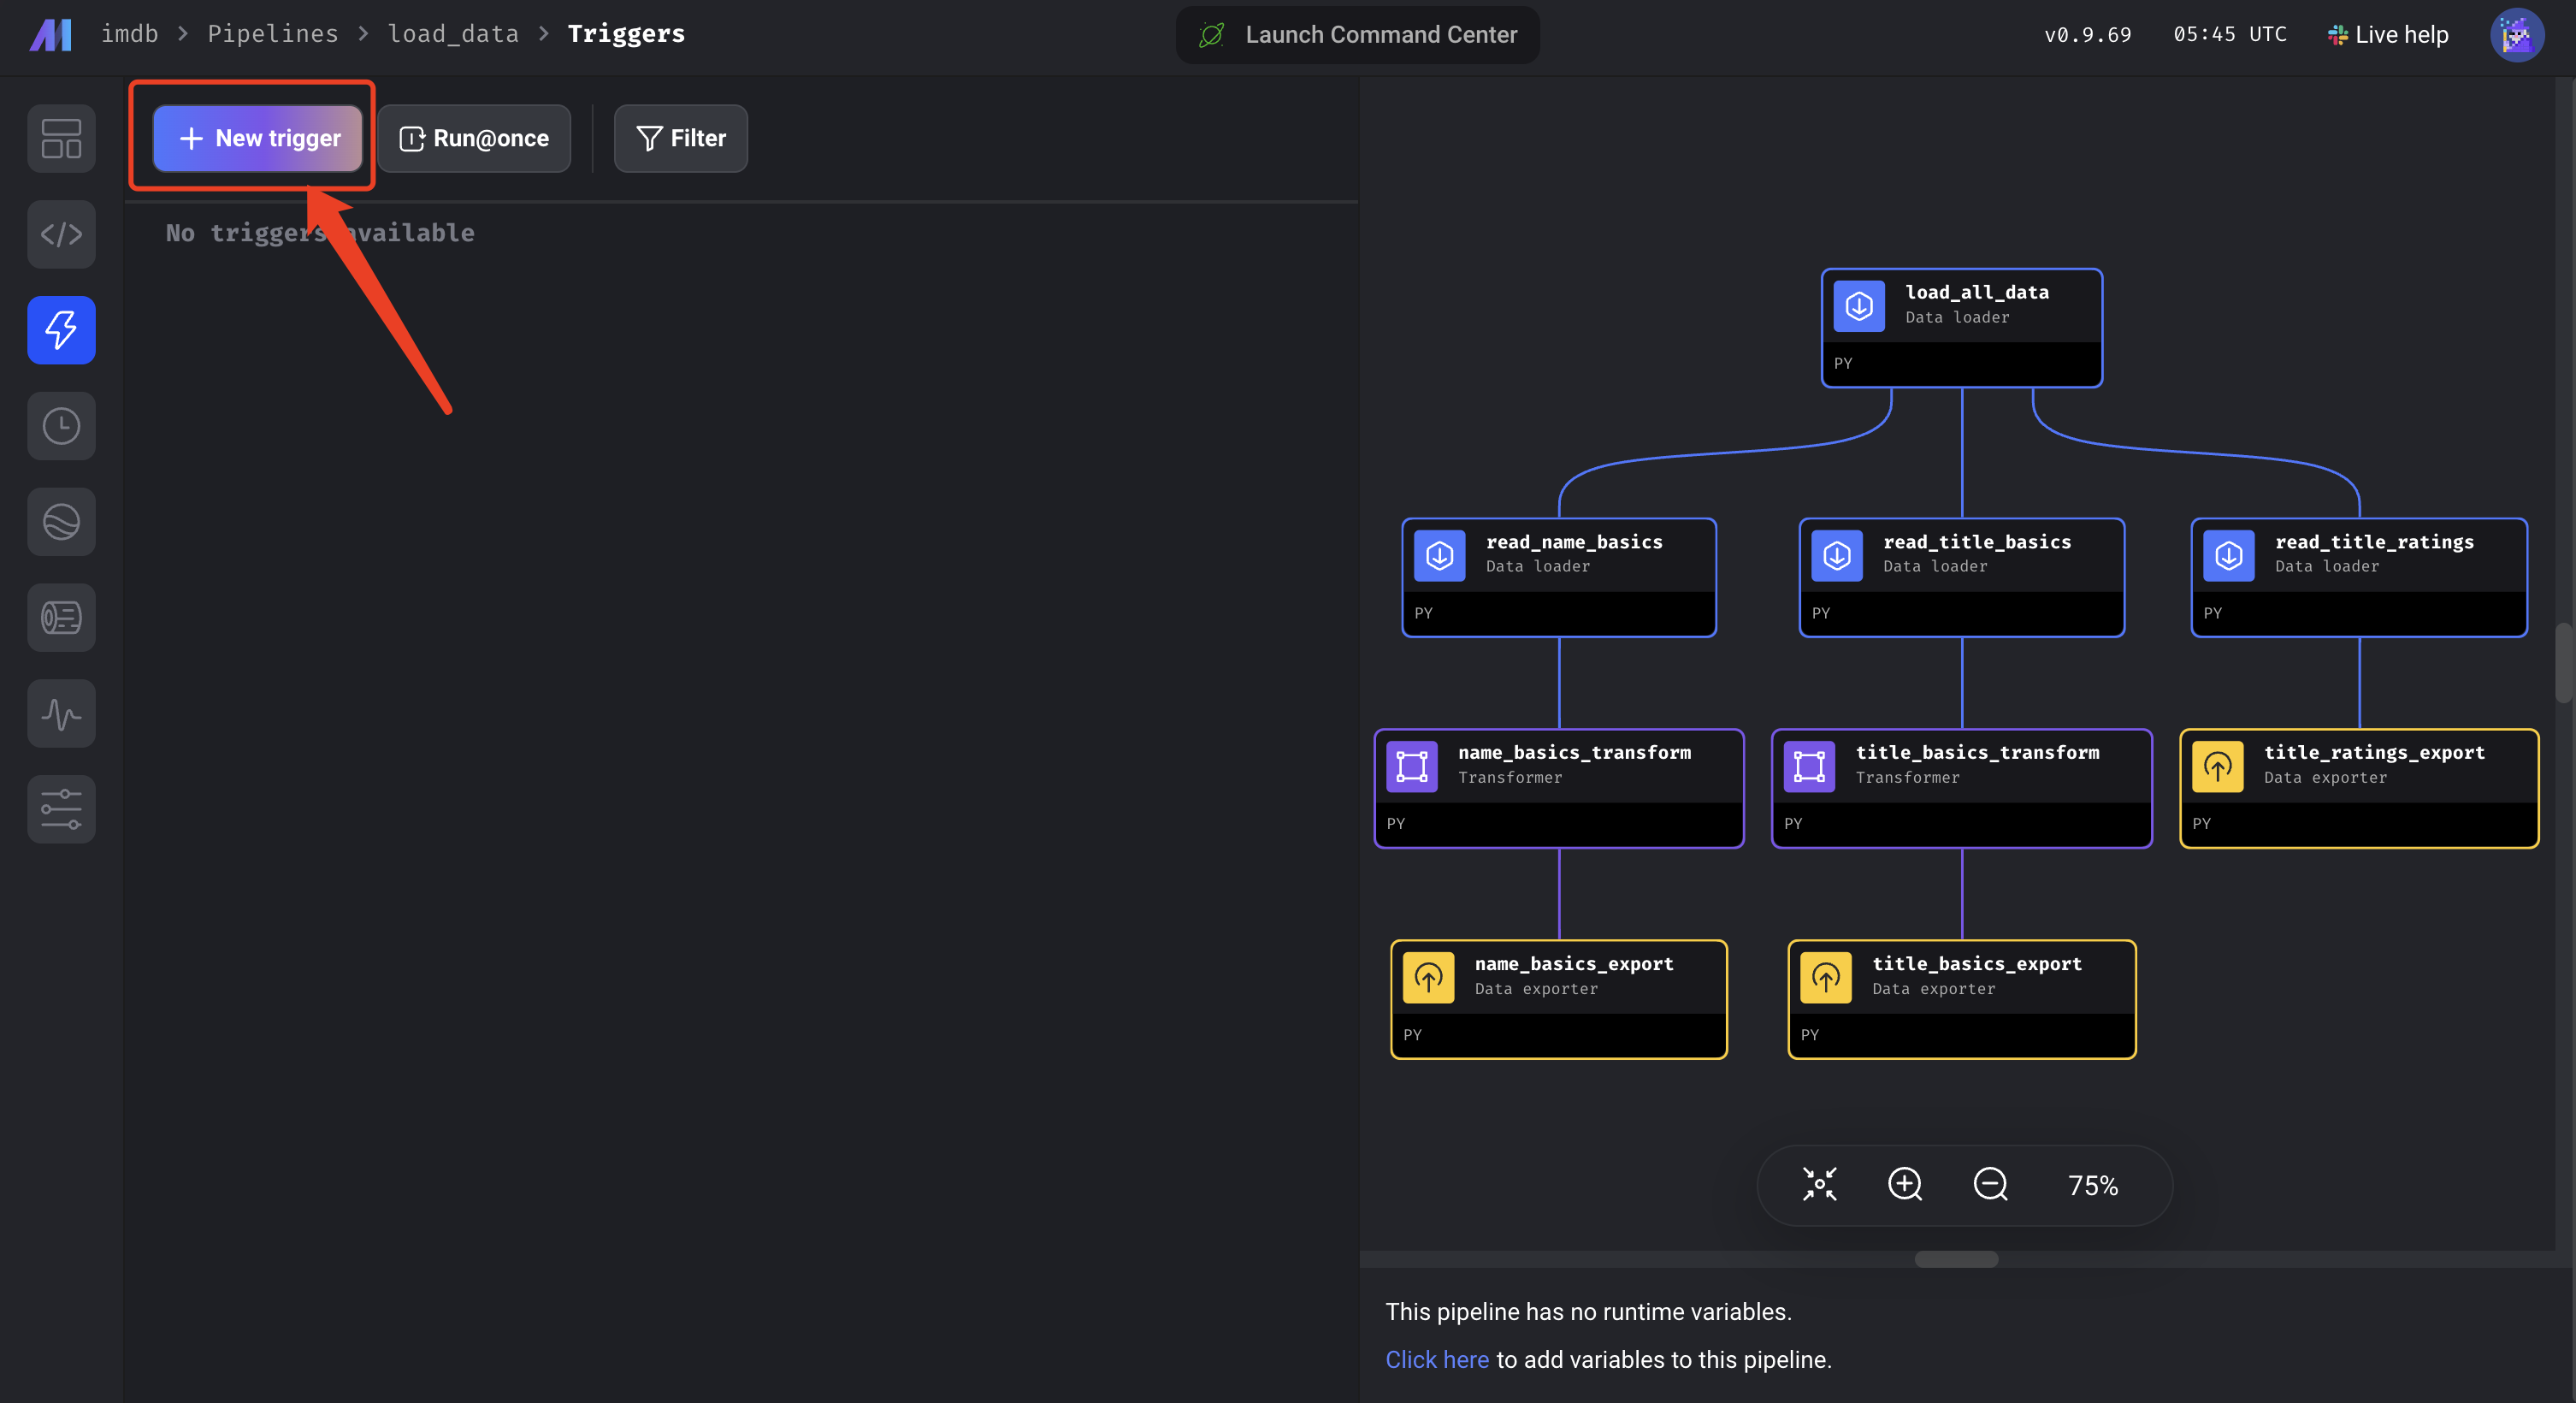 imdb > Pipelines > load_data > Triggers
Launch Command Center
v0.9.69
05:45 UTC
Live help
+ New trigger
Run@once
Filter
No triggers available
load_all_data
Data loader
PY
read_name_basics
Data loader
PY
read_title_basics
Data loader
PY
read_title_ratings
Data loader
PY
name_basics_transform
Transformer
PY
title_basics_transform
Transformer
PY
title_ratings_export
Data exporter
PY
name_basics_export
Data exporter
PY
title_basics_export
Data exporter
PY
75%
This pipeline has no runtime variables.
Click here to add variables to this pipeline.